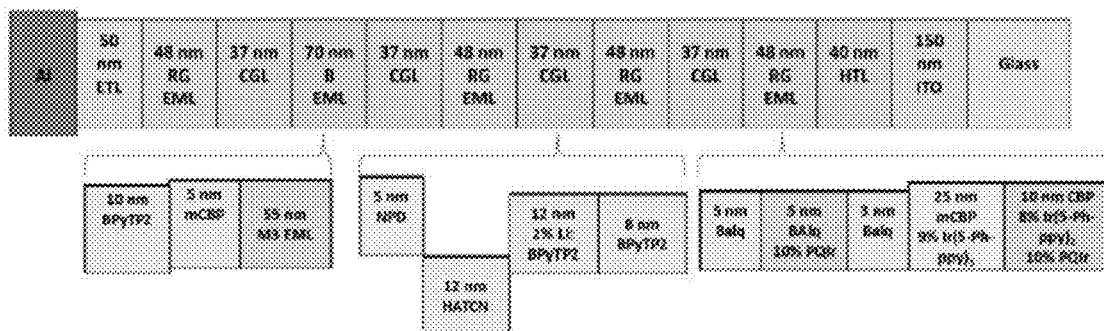 Al
50
nm
ETL
48 nm
RG
EML
37 nm
CGL
70 nm
B
EML
37 nm
CGL
48 nm
RG
EML
37 nm
CGL
48 nm
RG
EML
37 nm
CGL
48 nm
RG
EML
40 nm
HTL
150
nm
ITO
Glass
10 nm
BPyTP2
5 nm
mCBP
55 nm
M3 EML
5 nm
NPD
12 nm
HATCN
12 nm
2% Li:
BPyTP2
8 nm
BPyTP2
5 nm
Balq
5 nm
BAlq
10% PQIr
3 nm
Balq
25 nm
mCBP
9% Ir(5-Ph-
ppy)3
10 nm CBP
8% Ir(5-Ph-
ppy)3
10% PQIr